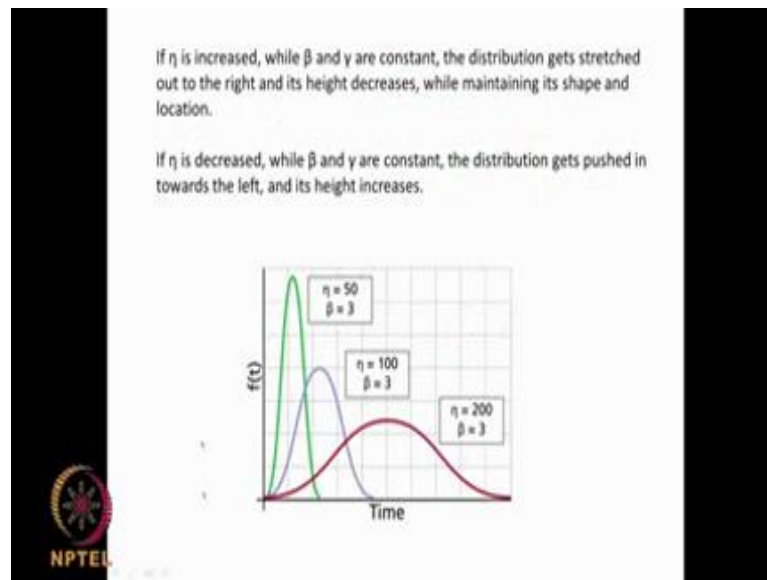 If η is increased, while β and γ are constant, the distribution gets stretched
out to the right and its height decreases, while maintaining its shape and
location.
If η is decreased, while β and γ are constant, the distribution gets pushed in
towards the left, and its height increases.
η = 50
β = 3
η = 100
β = 3
η = 200
β = 3
f(t)
Time
NPTEL